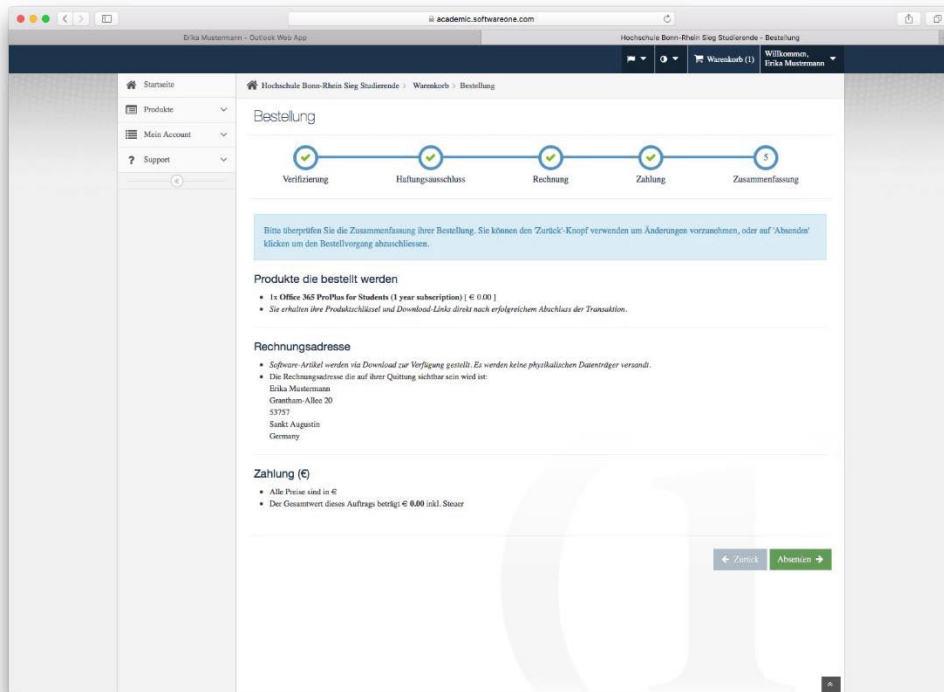 academic.softwareone.com
Erika Mustermann – Outlook Web App
Hochschule Bonn-Rhein Sieg Studierende – Bestellung
Warenkorb (1)
Willkommen,
Erika Mustermann
Startseite
Produkte
Mein Account
? Support
Hochschule Bonn-Rhein Sieg Studierende > Warenkorb > Bestellung
Bestellung
5
Verifizierung Haftungsausschluss Rechnung Zahlung Zusammenfassung
Bitte überprüfen Sie die Zusammenfassung ihrer Bestellung. Sie können den 'Zurück'-Knopf verwenden um Änderungen vorzunehmen, oder auf 'Absenden'
klicken um den Bestellvorgang abzuschliessen.
Produkte die bestellt werden
• 1x Office 365 ProPlus for Students (1 year subscription) [ € 0.00 ]
• Sie erhalten ihre Produktschlüssel und Download-Links direkt nach erfolgreichem Abschluss der Transaktion.
Rechnungsadresse
• Software-Artikel werden via Download zur Verfügung gestellt. Es werden keine physikalischen Datenträger versandt.
• Die Rechnungsadresse die auf ihrer Quittung sichtbar sein wird ist:
Erika Mustermann
Grantham-Allee 20
53757
Sankt Augustin
Germany
Zahlung (€)
• Alle Preise sind in €
• Der Gesamtwert dieses Auftrags beträgt € 0.00 inkl. Steuer
← Zurück
Absenden →